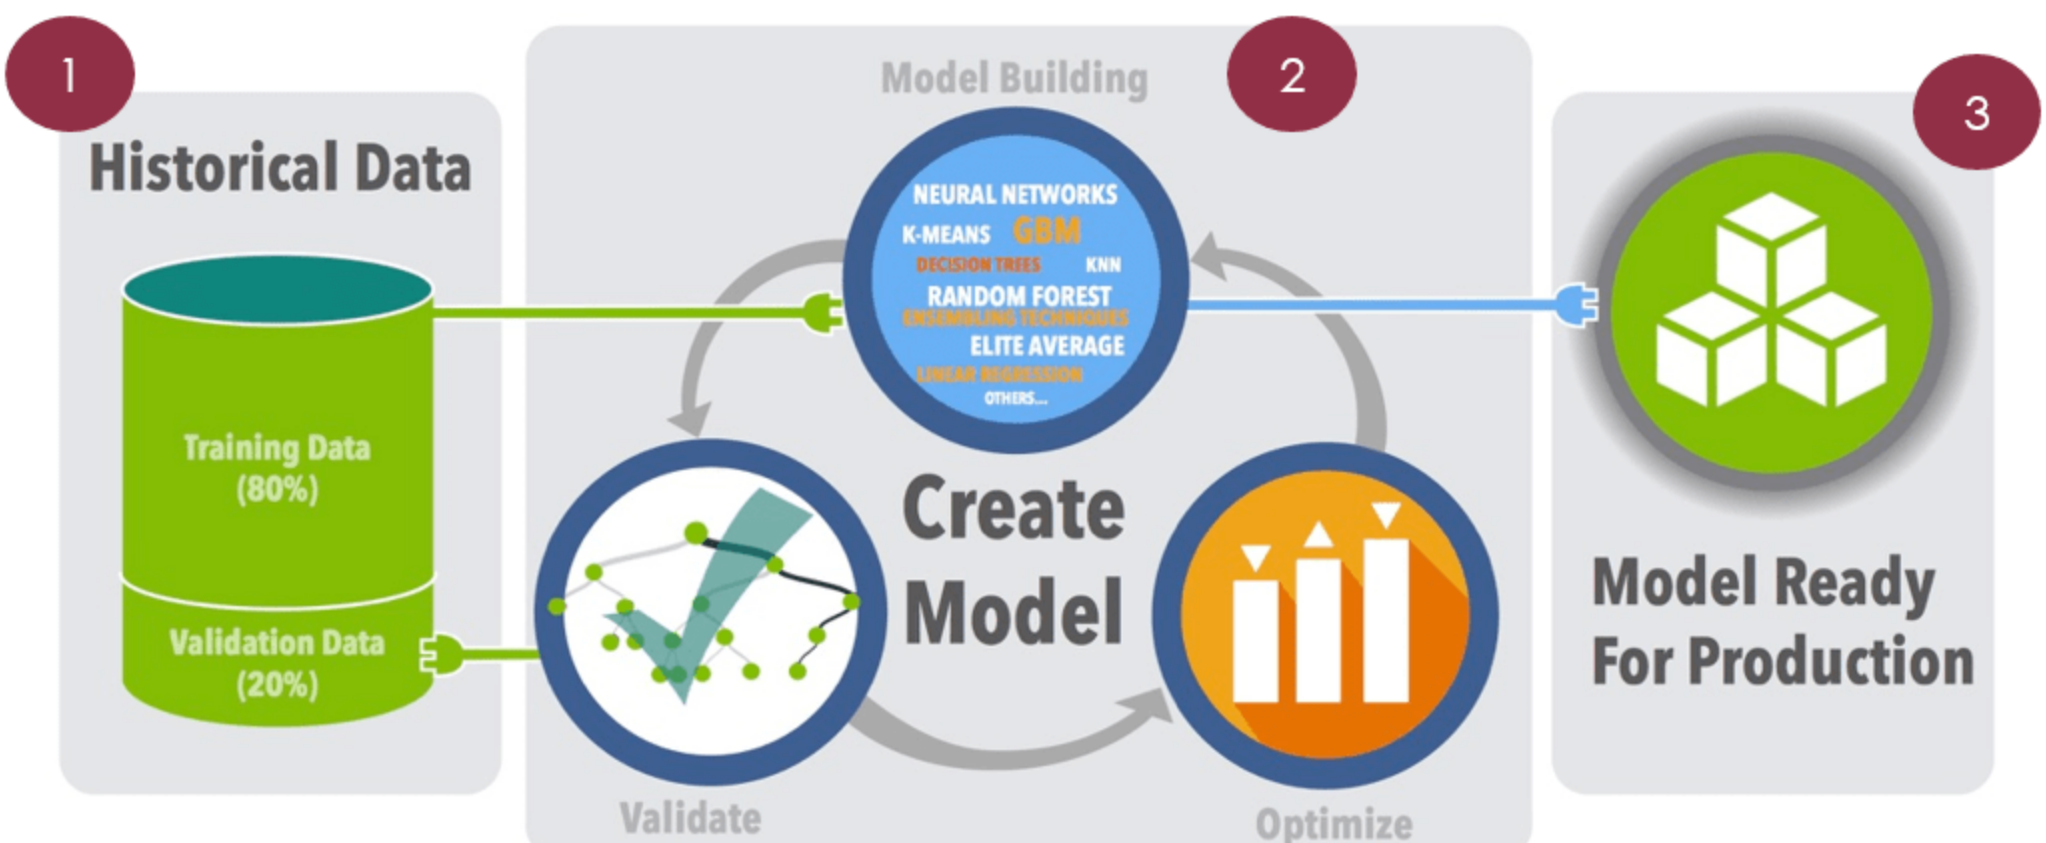 1
Historical Data
Training Data
(80%)
Validation Data
(20%)
2
Model Building
NEURAL NETWORKS
K-MEANS GBM
DECISION TREES KNN
RANDOM FOREST
ENSEMBLING TECHNIQUES
ELITE AVERAGE
LINEAR REGRESSION
OTHERS...
Create
Model
Validate
Optimize
3
Model Ready
For Production